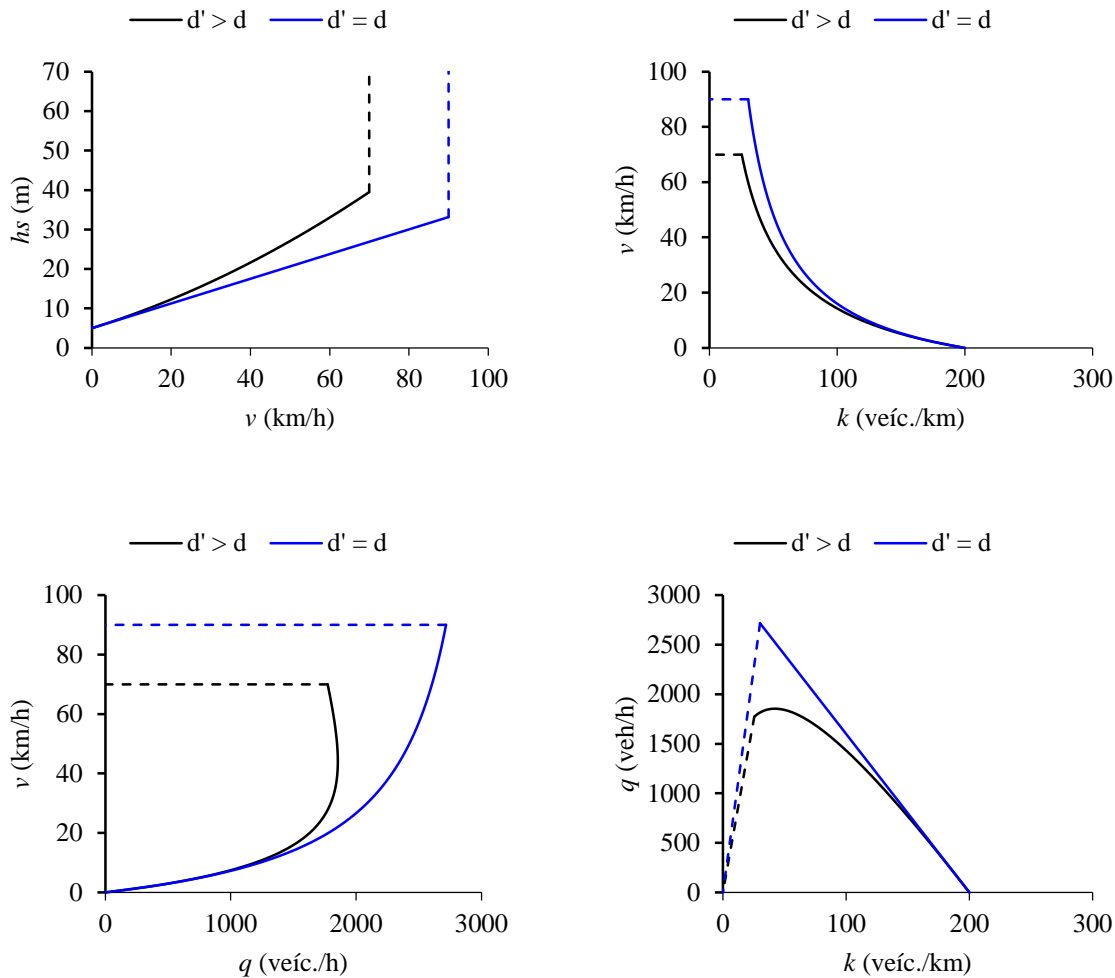 d' > d d' = d
70
60
50
40
30
20
10
0
hs (m)
0 20 40 60 80 100
v (km/h)
d' > d d' = d
100
80
60
40
20
0
v (km/h)
0 100 200 300
k (veíc./km)
d' > d d' = d
100
80
60
40
20
0
v (km/h)
0 1000 2000 3000
q (veíc./h)
d' > d d' = d
3000
2500
2000
1500
1000
500
0
q (veh/h)
0 100 200 300
k (veíc./km)